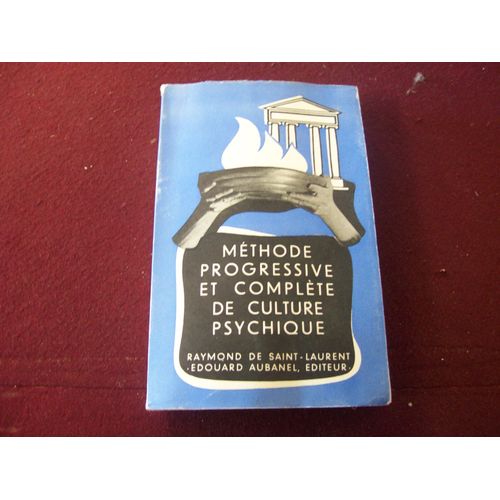 MÉTHODE
PROGRESSIVE
ET COMPLÈTE
DE CULTURE
PSYCHIQUE
RAYMOND DE SAINT-LAURENT
·EDOUARD AUBANEL, EDITEUR·